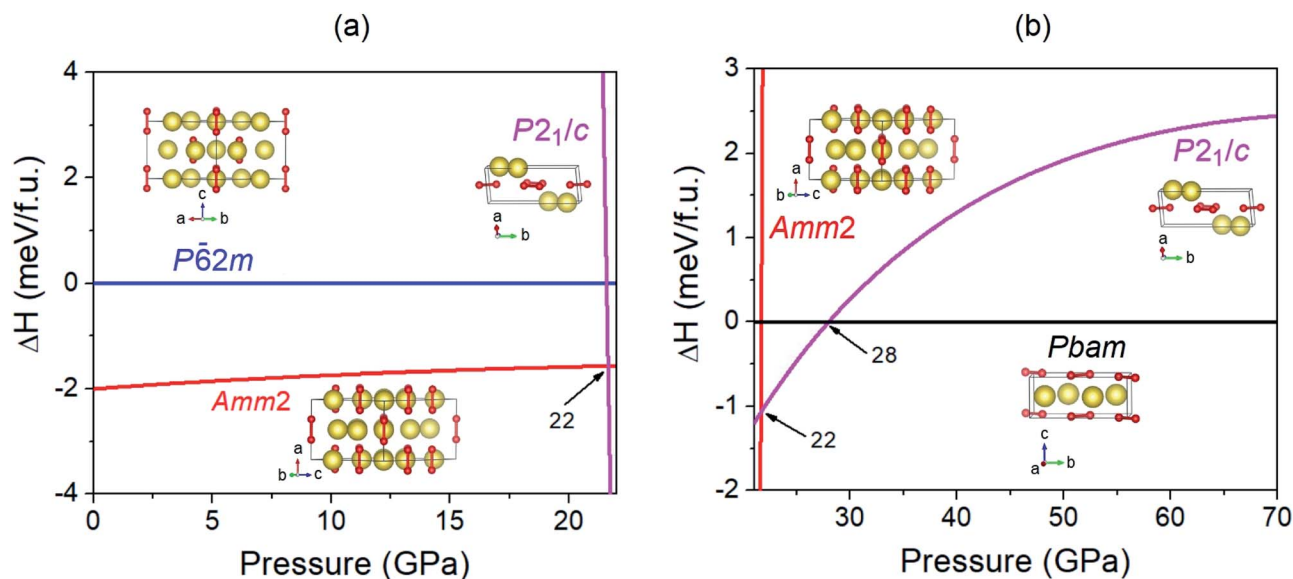 (a)
4
2
0
-2
-4
ΔH (meV/f.u.)
0
5
10
15
20
Pressure (GPa)
c
a
b
P6̄2m
P2₁/c
a
b
Amm2
a
b
c
22
(b)
3
2
1
0
-1
-2
ΔH (meV/f.u.)
30
40
50
60
70
Pressure (GPa)
a
b
c
Amm2
P2₁/c
a
b
28
22
Pbam
c
a
b